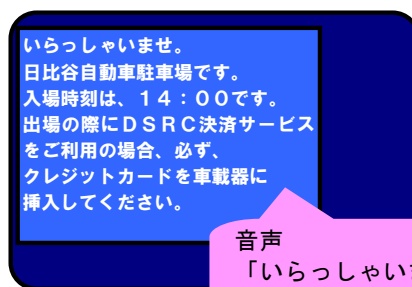 いらっしゃいませ。
日比谷自動車駐車場です。
入場時刻は、１４：００です。
出場の際にＤＳＲＣ決済サービス
をご利用の場合、必ず、
クレジットカードを車載器に
挿入してください。
音声
「いらっしゃい